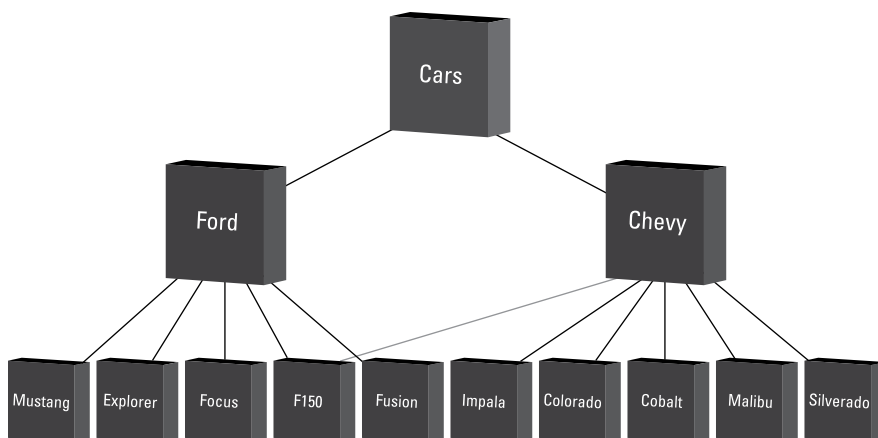 Cars
Ford
Chevy
Mustang
Explorer
Focus
F150
Fusion
Impala
Colorado
Cobalt
Malibu
Silverado